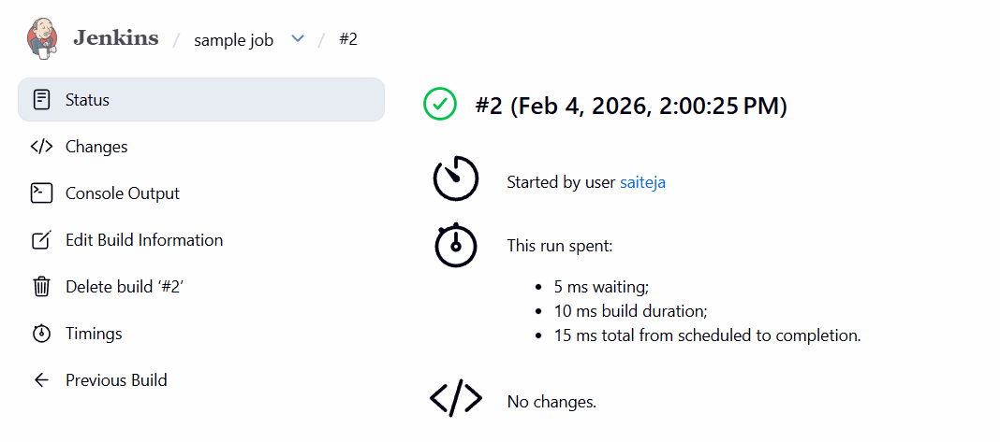 Jenkins / sample job / #2
Status
Changes
Console Output
Edit Build Information
Delete build ‘#2’
Timings
Previous Build
#2 (Feb 4, 2026, 2:00:25 PM)
Started by user saiteja
This run spent:
• 5 ms waiting;
• 10 ms build duration;
• 15 ms total from scheduled to completion.
No changes.